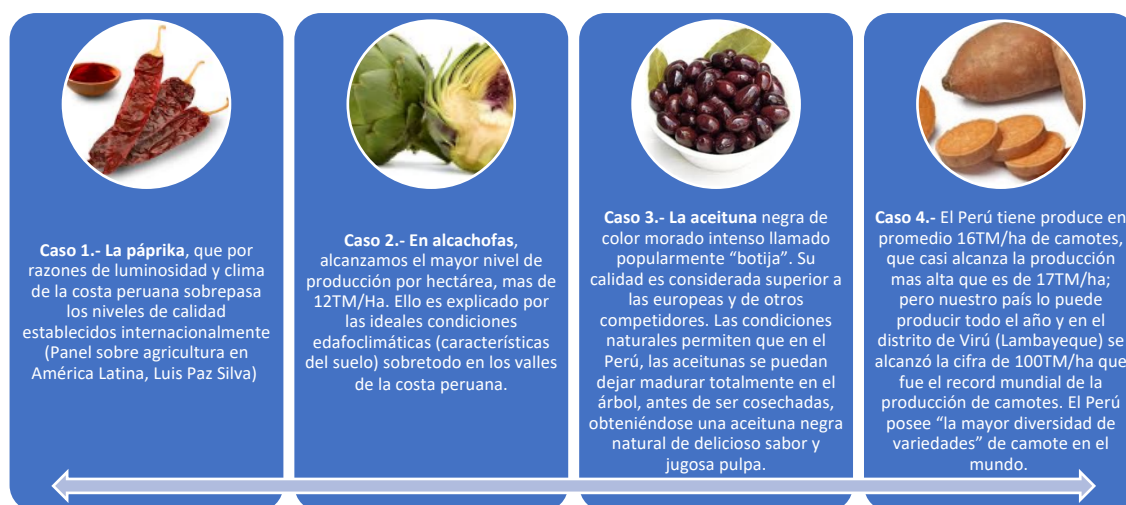 Caso 1.- La páprika, que por
razones de luminosidad y clima
de la costa peruana sobrepasa
los niveles de calidad
establecidos internacionalmente
(Panel sobre agricultura en
América Latina, Luis Paz Silva)
Caso 2.- En alcachofas,
alcanzamos el mayor nivel de
producción por hectárea, mas de
12TM/Ha. Ello es explicado por
las ideales condiciones
edafoclimáticas (características
del suelo) sobretodo en los valles
de la costa peruana.
Caso 3.- La aceituna negra de
color morado intenso llamado
popularmente “botija”. Su
calidad es considerada superior a
las europeas y de otros
competidores. Las condiciones
naturales permiten que en el
Perú, las aceitunas se puedan
dejar madurar totalmente en el
árbol, antes de ser cosechadas,
obteniéndose una aceituna negra
natural de delicioso sabor y
jugosa pulpa.
Caso 4.- El Perú tiene produce en
promedio 16TM/ha de camotes,
que casi alcanza la producción
mas alta que es de 17TM/ha;
pero nuestro país lo puede
producir todo el año y en el
distrito de Virú (Lambayeque) se
alcanzó la cifra de 100TM/ha que
fue el record mundial de la
producción de camotes. El Perú
posee “la mayor diversidad de
variedades” de camote en el
mundo.